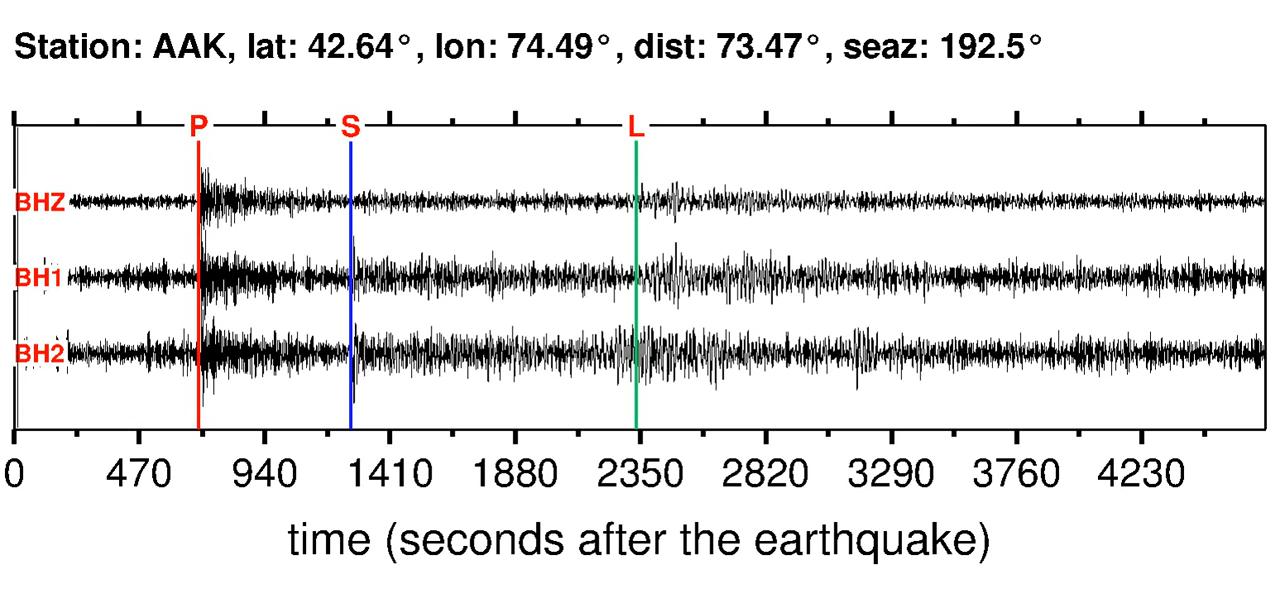 Station: AAK, lat: 42.64°, lon: 74.49°, dist: 73.47°, seaz: 192.5°
P S L
BHZ
BH1
BH2
0 470 940 1410 1880 2350 2820 3290 3760 4230
time (seconds after the earthquake)